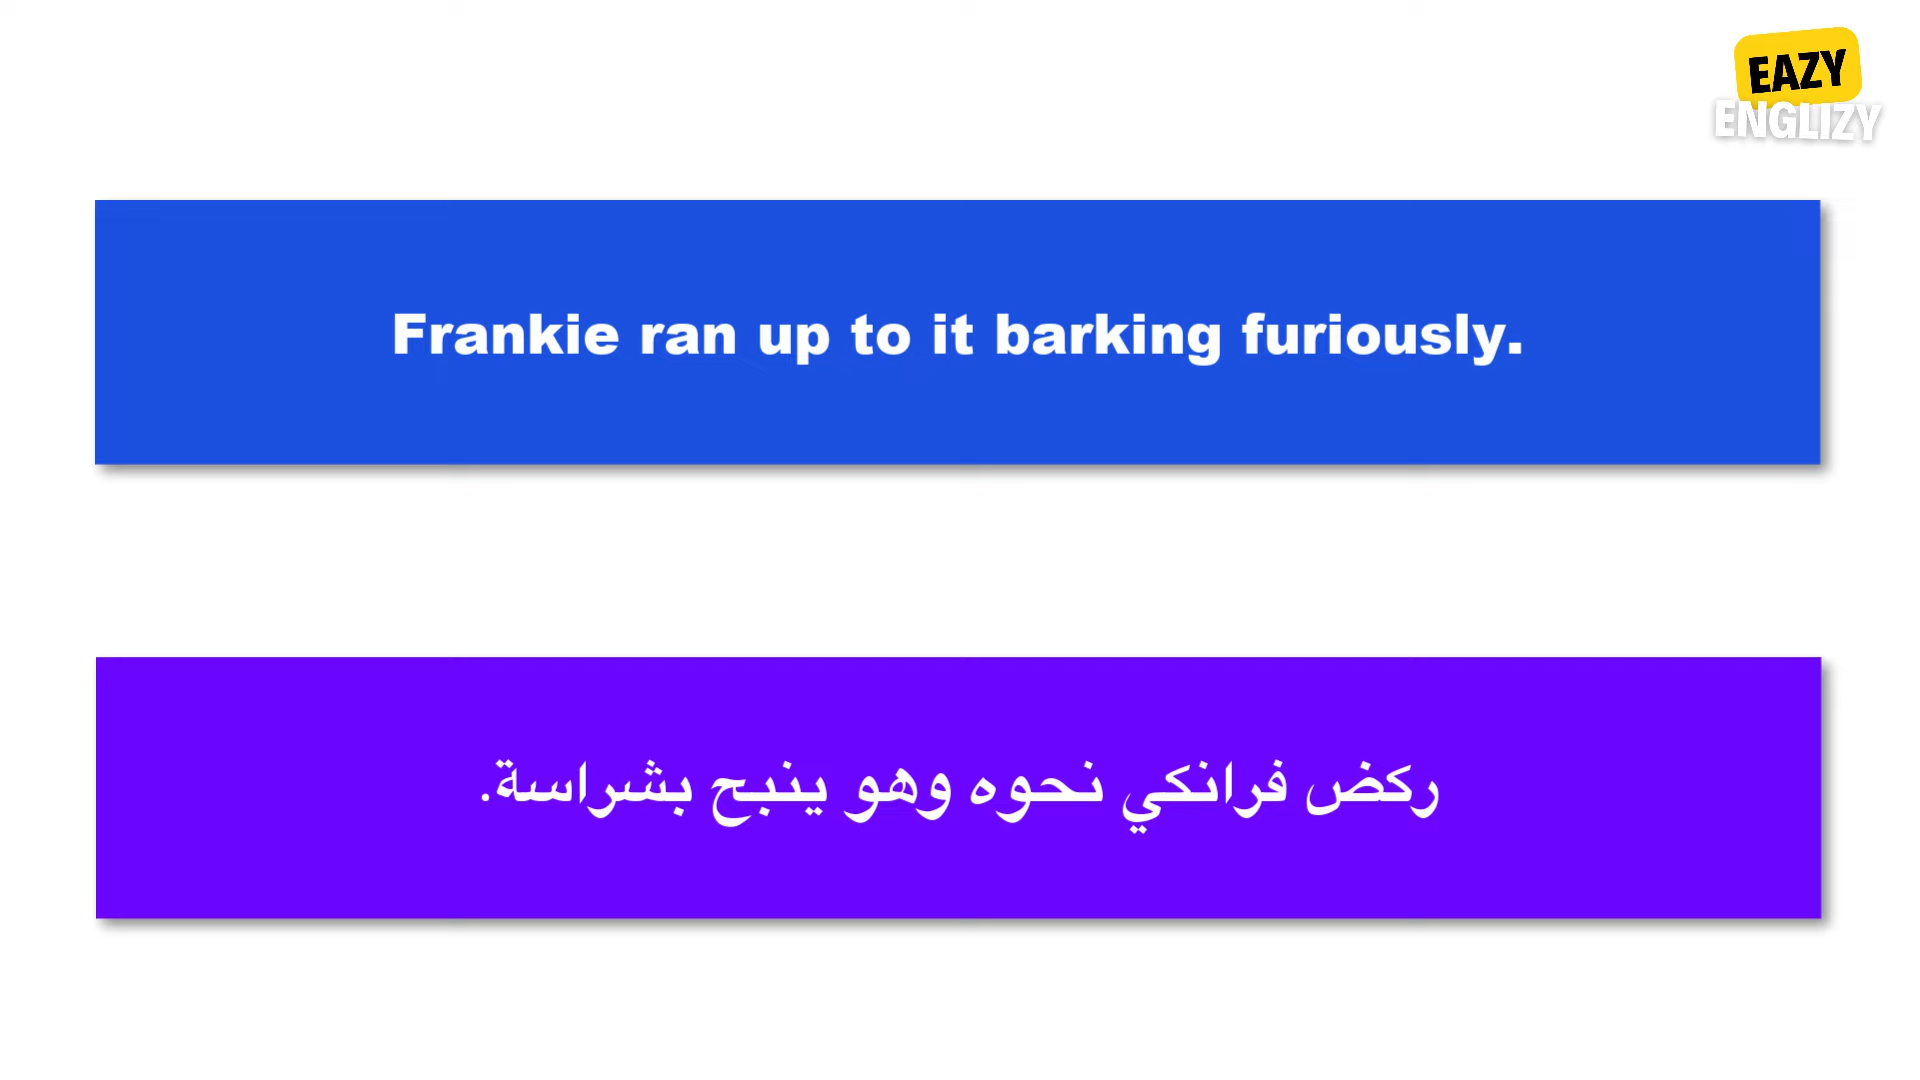 EAZY
ENGLIZY
Frankie ran up to it barking furiously.
ركض فرانكي نحوه وهو ينبح بشراسة.